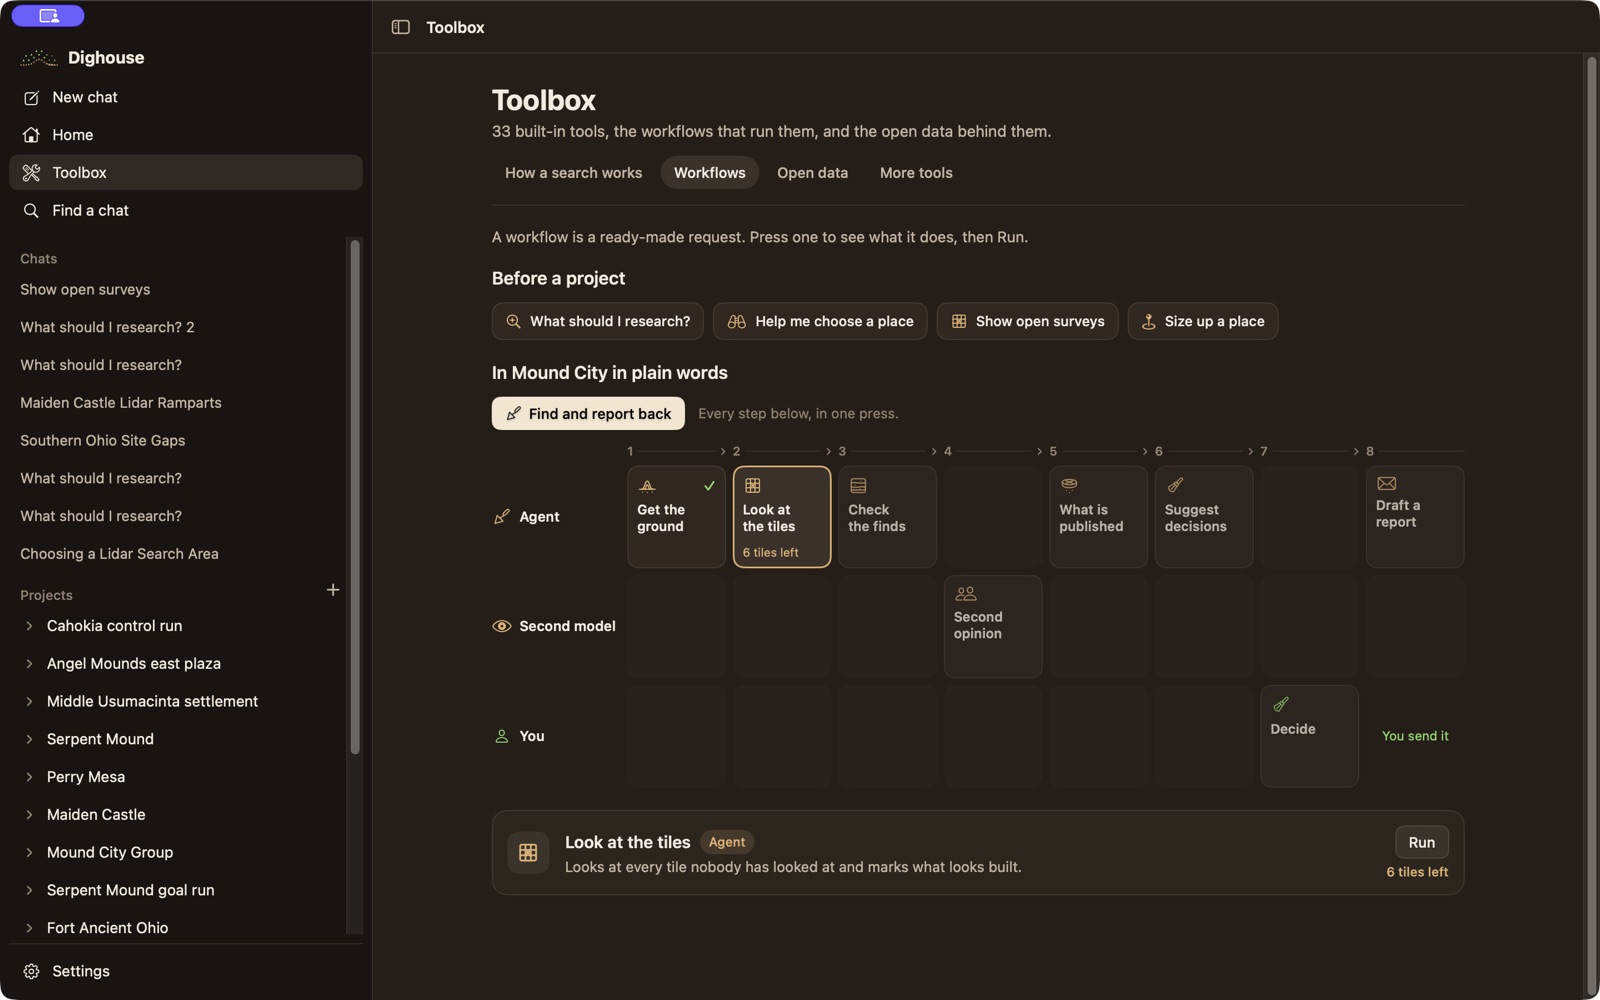 Dighouse
New chat
Home
Toolbox
Find a chat
Chats
Show open surveys
What should I research? 2
What should I research?
Maiden Castle Lidar Ramparts
Southern Ohio Site Gaps
What should I research?
What should I research?
Choosing a Lidar Search Area
Projects
Cahokia control run
Angel Mounds east plaza
Middle Usumacinta settlement
Serpent Mound
Perry Mesa
Maiden Castle
Mound City Group
Serpent Mound goal run
Fort Ancient Ohio
Settings
Toolbox
Toolbox
33 built-in tools, the workflows that run them, and the open data behind them.
How a search works Workflows Open data More tools
A workflow is a ready-made request. Press one to see what it does, then Run.
Before a project
What should I research? Help me choose a place Show open surveys Size up a place
In Mound City in plain words
Find and report back Every step below, in one press.
1 2 3 4 5 6 7 8
Agent
Get the
ground
Look at
the tiles
6 tiles left
Check
the finds
What is
published
Suggest
decisions
Draft a
report
Second model
Second
opinion
You
Decide
You send it
Look at the tiles Agent
Looks at every tile nobody has looked at and marks what looks built.
Run
6 tiles left